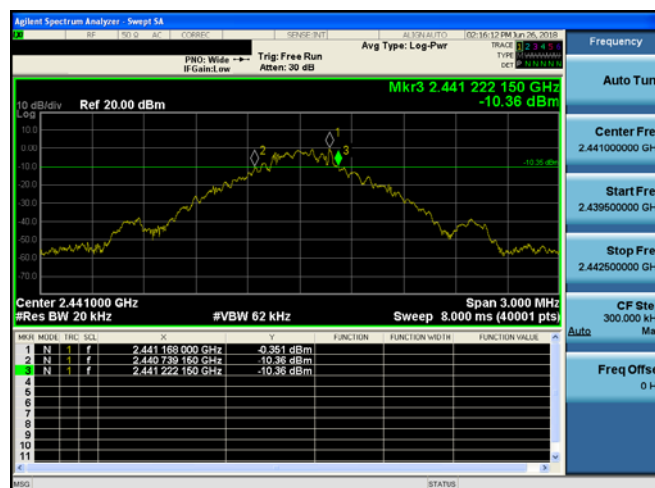 Agilent Spectrum Analyzer - Swept SA
RF 50 Ω AC CORREC SENSE:INT ALIGN AUTO 02:16:12 PM Jun 26, 2018
Avg Type: Log-Pwr
TRACE 1 2 3 4 5 6
TYPE
DET P N N N N N
PNO: Wide
IFGain:Low
Trig: Free Run
Atten: 30 dB
Mkr3 2.441 222 150 GHz
-10.36 dBm
10 dB/div Ref 20.00 dBm
Log
10.0
0.00
-10.0
-20.0
-30.0
-40.0
-50.0
-60.0
-70.0
1
2
3
-10.35 dBm
Center 2.441000 GHz Span 3.000 MHz
#Res BW 20 kHz #VBW 62 kHz Sweep 8.000 ms (40001 pts)
MKR MODE TRC SCL X Y FUNCTION FUNCTION WIDTH FUNCTION VALUE
1 N 1 f 2.441 168 000 GHz -0.351 dBm
2 N 1 f 2.440 739 150 GHz -10.36 dBm
3 N 1 f 2.441 222 150 GHz -10.36 dBm
4
5
6
7
8
9
10
11
MSG STATUS
Frequency
Auto Tun
Center Fre
2.441000000 GH
Start Fre
2.439500000 GH
Stop Fre
2.442500000 GH
CF Ste
300.000 kH
Auto Ma
Freq Offse
0 H